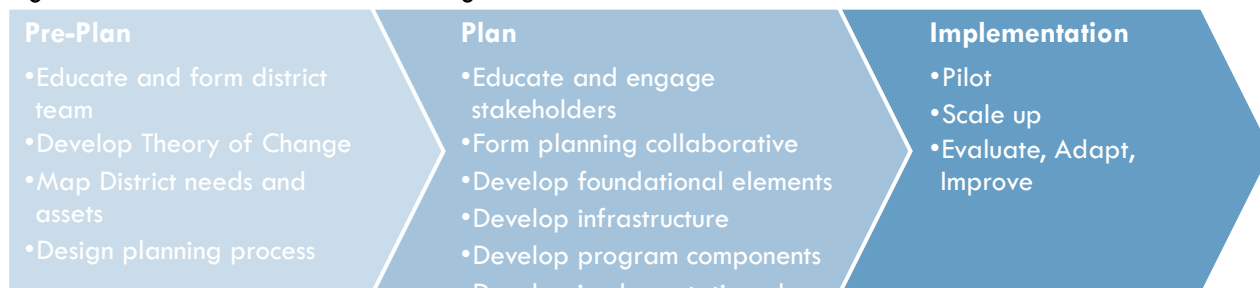 Pre-Plan
•Educate and form district
team
•Develop Theory of Change
•Map District needs and
assets
•Design planning process
Plan
•Educate and engage
stakeholders
•Form planning collaborative
•Develop foundational elements
•Develop infrastructure
•Develop program components
Implementation
•Pilot
•Scale up
•Evaluate, Adapt,
Improve